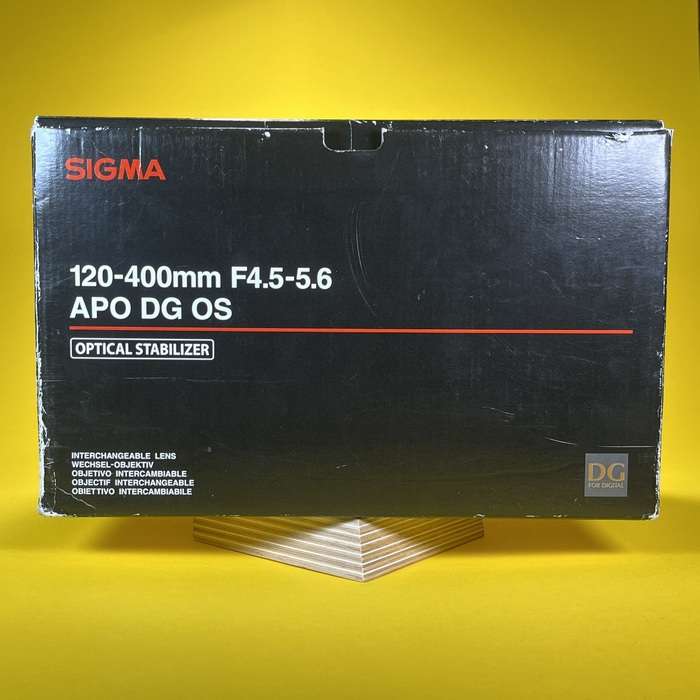 SIGMA
120-400mm F4.5-5.6
APO DG OS
OPTICAL STABILIZER
INTERCHANGEABLE LENS
WECHSEL-OBJEKTIV
OBJETIVO INTERCAMBIABLE
OBJECTIF INTERCHANGEABLE
OBIETTIVO INTERCAMBIABILE
DG
FOR DIGITAL